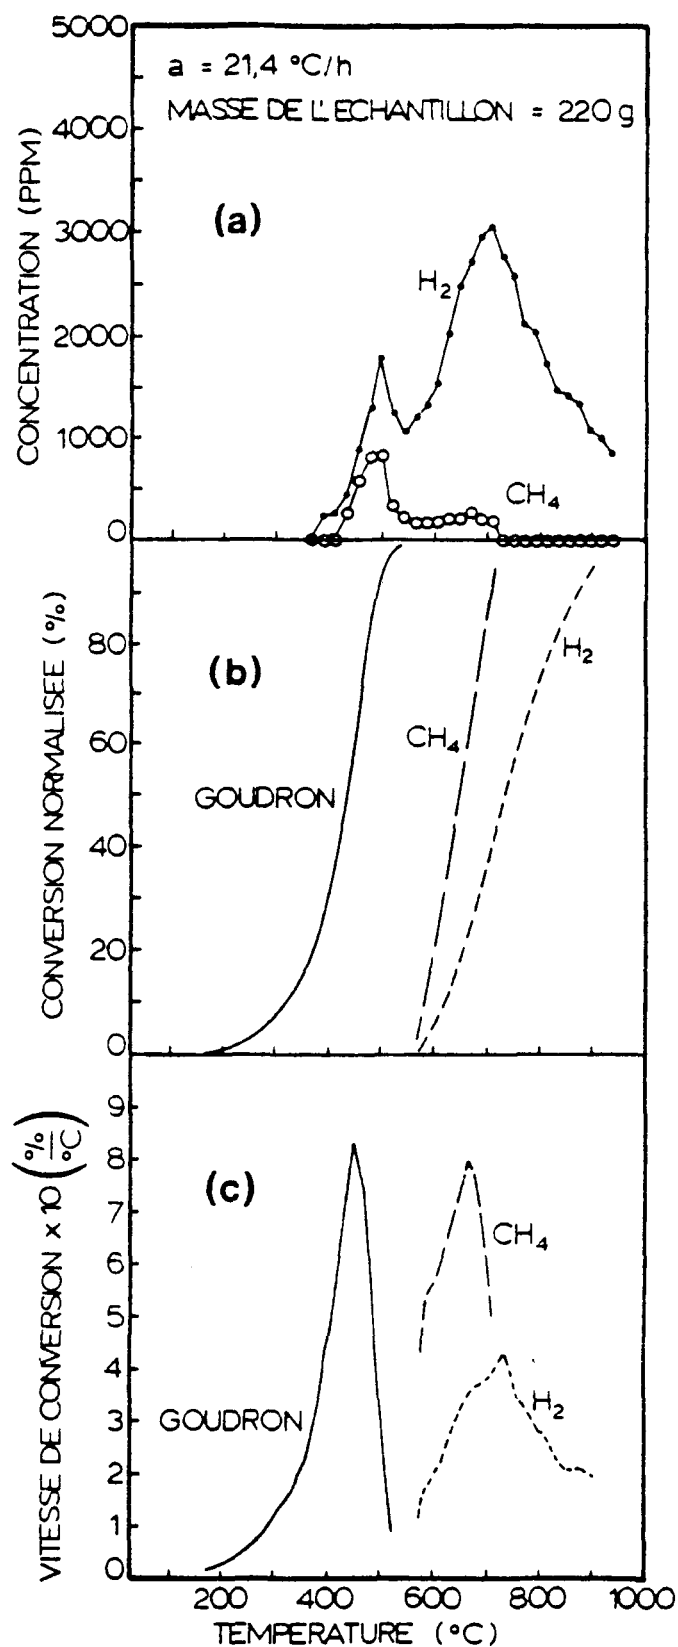 5000
a = 21,4 °C/h
MASSE DE L'ECHANTILLON = 220 g
4000
(a)
3000
H₂
2000
1000
CH₄
0
CONCENTRATION (PPM)
(b)
80
H₂
CH₄
60
GOUDRON
40
20
0
CONVERSION NORMALISEE (%)
9
8
(c)
7
CH₄
6
5
4
H₂
GOUDRON
3
2
1
0
VITESSE DE CONVERSION x 10 (%/°C)
200 400 600 800 1000
TEMPERATURE (°C)